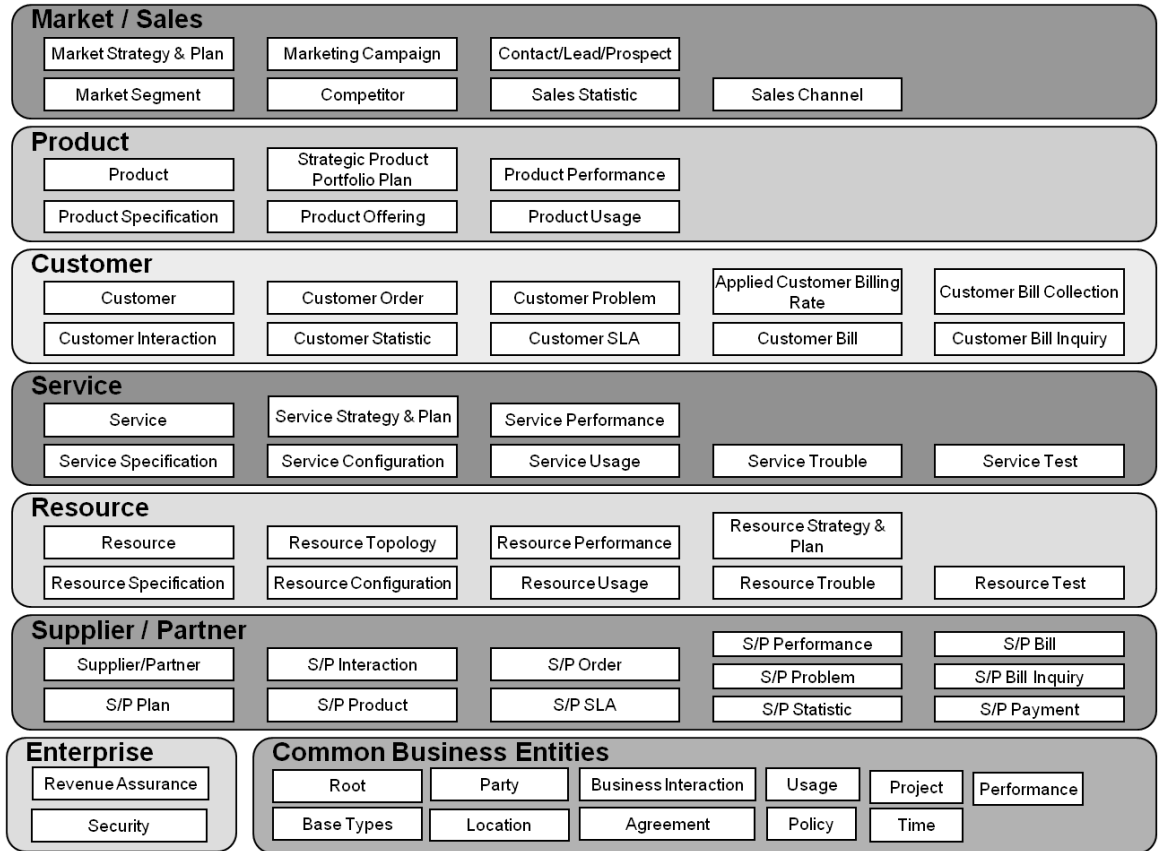 Market / Sales
Market Strategy & Plan
Marketing Campaign
Contact/Lead/Prospect
Market Segment
Competitor
Sales Statistic
Sales Channel
Product
Product
Strategic Product
Portfolio Plan
Product Performance
Product Specification
Product Offering
Product Usage
Customer
Customer
Customer Order
Customer Problem
Applied Customer Billing
Rate
Customer Bill Collection
Customer Interaction
Customer Statistic
Customer SLA
Customer Bill
Customer Bill Inquiry
Service
Service
Service Strategy & Plan
Service Performance
Service Specification
Service Configuration
Service Usage
Service Trouble
Service Test
Resource
Resource
Resource Topology
Resource Performance
Resource Strategy &
Plan
Resource Specification
Resource Configuration
Resource Usage
Resource Trouble
Resource Test
Supplier / Partner
Supplier/Partner
S/P Interaction
S/P Order
S/P Performance
S/P Bill
S/P Problem
S/P Bill Inquiry
S/P Plan
S/P Product
S/P SLA
S/P Statistic
S/P Payment
Enterprise
Revenue Assurance
Security
Common Business Entities
Root
Party
Business Interaction
Usage
Project
Performance
Base Types
Location
Agreement
Policy
Time